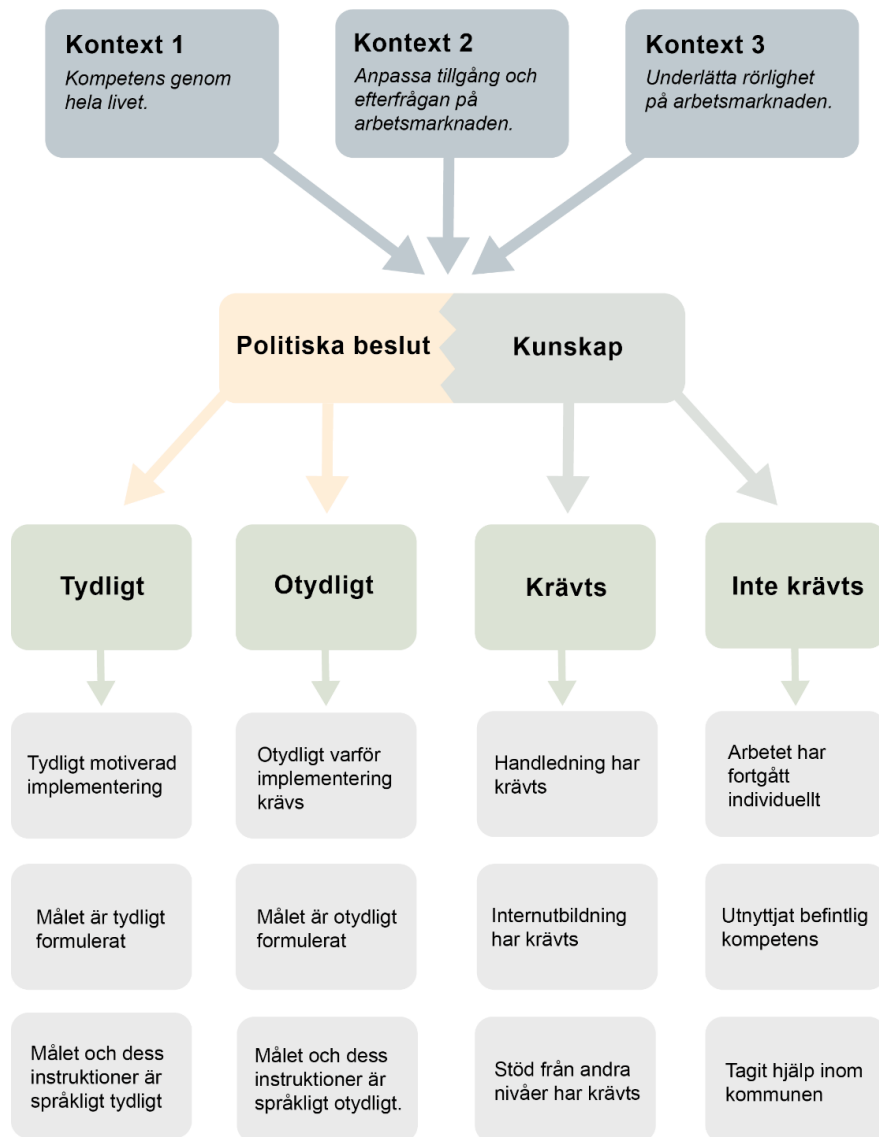 Kontext 1
Kompetens genom
hela livet.
Kontext 2
Anpassa tillgång och
efterfrågan på
arbetsmarknaden.
Kontext 3
Underlätta rörlighet
på arbetsmarknaden.
Politiska beslut
Kunskap
Tydligt
Otydligt
Krävts
Inte krävts
Tydligt motiverad
implementering
Otydligt varför
implementering
krävs
Handledning har
krävts
Arbetet har
fortgått
individuellt
Målet är tydligt
formulerat
Målet är otydligt
formulerat
Internutbildning
har krävts
Utnyttjat befintlig
kompetens
Målet och dess
instruktioner är
språkligt tydligt
Målet och dess
instruktioner är
språkligt otydligt.
Stöd från andra
nivåer har krävts
Tagit hjälp inom
kommunen